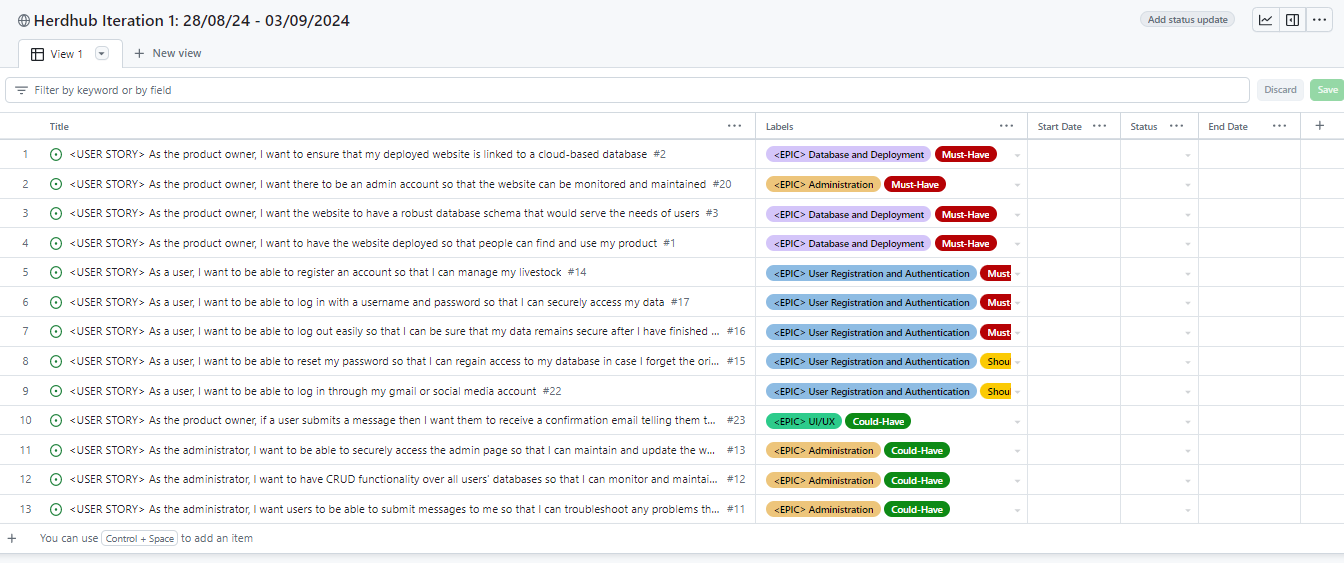 Herdhub Iteration 1: 28/08/24 - 03/09/2024
Add status update
View 1
New view
Filter by keyword or by field
Discard
Save
Title Labels Start Date Status End Date
1 <USER STORY> As the product owner, I want to ensure that my deployed website is linked to a cloud-based database #2 <EPIC> Database and Deployment Must-Have
2 <USER STORY> As the product owner, I want there to be an admin account so that the website can be monitored and maintained #20 <EPIC> Administration Must-Have
3 <USER STORY> As the product owner, I want the website to have a robust database schema that would serve the needs of users #3 <EPIC> Database and Deployment Must-Have
4 <USER STORY> As the product owner, I want to have the website deployed so that people can find and use my product #1 <EPIC> Database and Deployment Must-Have
5 <USER STORY> As a user, I want to be able to register an account so that I can manage my livestock #14 <EPIC> User Registration and Authentication Must-
6 <USER STORY> As a user, I want to be able to log in with a username and password so that I can securely access my data #17 <EPIC> User Registration and Authentication Must-
7 <USER STORY> As a user, I want to be able to log out easily so that I can be sure that my data remains secure after I have finished ... #16 <EPIC> User Registration and Authentication Must-
8 <USER STORY> As a user, I want to be able to reset my password so that I can regain access to my database in case I forget the ori... #15 <EPIC> User Registration and Authentication Shou
9 <USER STORY> As a user, I want to be able to log in through my gmail or social media account #22 <EPIC> User Registration and Authentication Shou
10 <USER STORY> As the product owner, if a user submits a message then I want them to receive a confirmation email telling them t... #23 <EPIC> UI/UX Could-Have
11 <USER STORY> As the administrator, I want to be able to securely access the admin page so that I can maintain and update the w... #13 <EPIC> Administration Could-Have
12 <USER STORY> As the administrator, I want to have CRUD functionality over all users' databases so that I can monitor and maintai... #12 <EPIC> Administration Could-Have
13 <USER STORY> As the administrator, I want users to be able to submit messages to me so that I can troubleshoot any problems th... #11 <EPIC> Administration Could-Have
You can use Control + Space to add an item